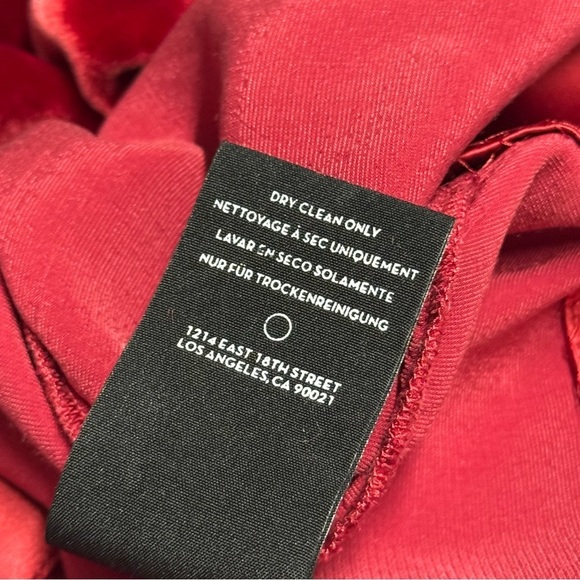 DRY CLEAN ONLY
NETTOYAGE À SEC UNIQUEMENT
LAVAR EN SECO SOLAMENTE
NUR FÜR TROCKENREINIGUNG
1214 EAST 18TH STREET
LOS ANGELES, CA 90021